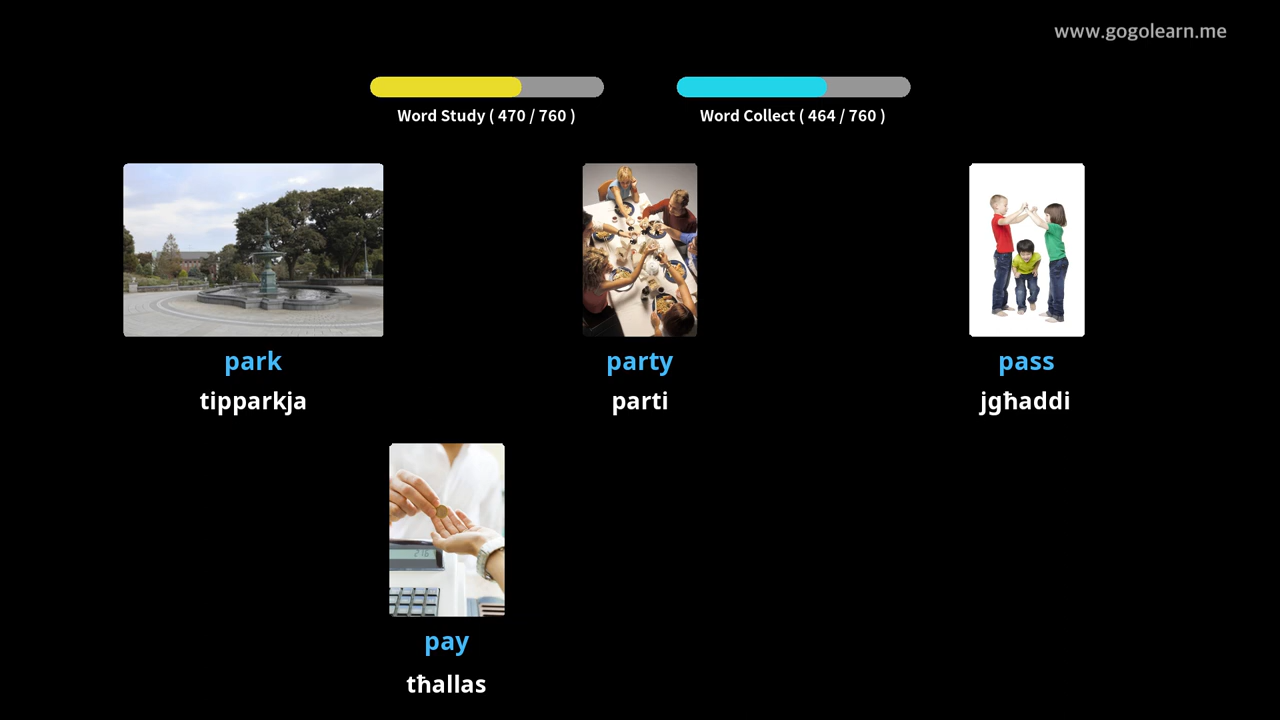 www.gogolearn.me
Word Study ( 470 / 760 )
Word Collect ( 464 / 760 )
park
party
pass
tipparkja
parti
jgħaddi
pay
tħallas